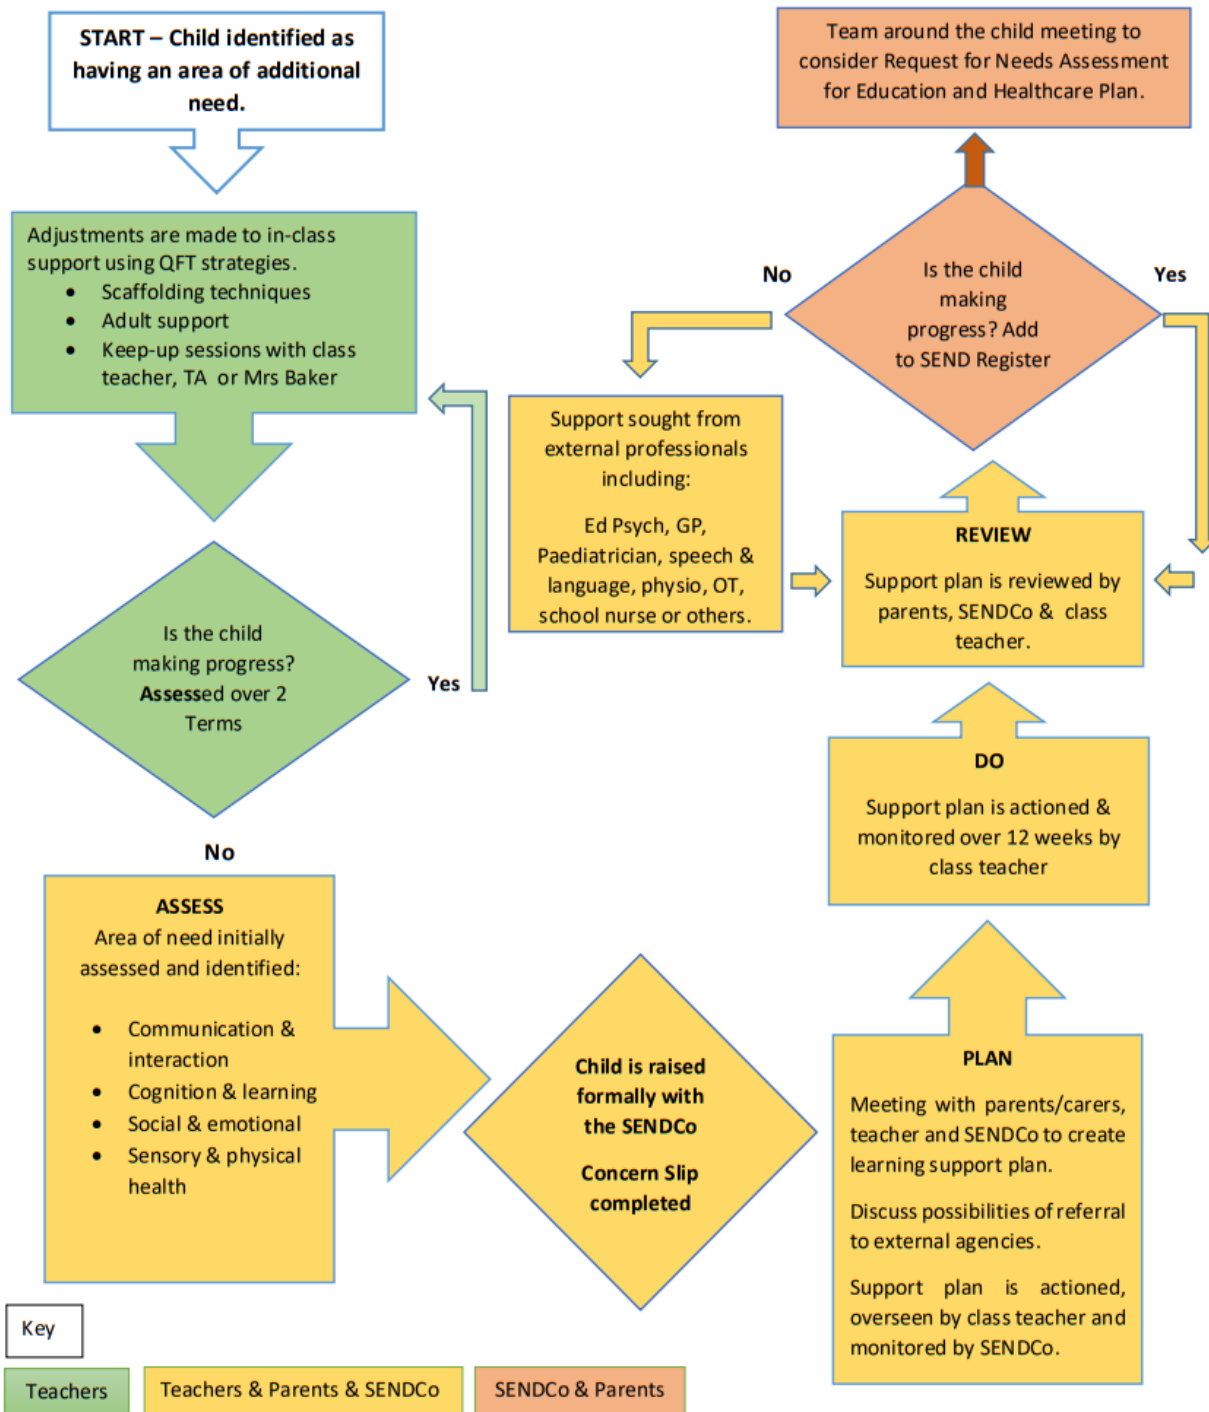 START – Child identified as
having an area of additional
need.
Adjustments are made to in-class
support using QFT strategies.
• Scaffolding techniques
• Adult support
• Keep-up sessions with class
teacher, TA or Mrs Baker
Is the child
making progress?
Assessed over 2
Terms
Yes
No
ASSESS
Area of need initially
assessed and identified:
• Communication &
interaction
• Cognition & learning
• Social & emotional
• Sensory & physical
health
Child is raised
formally with
the SENDCo
Concern Slip
completed
PLAN
Meeting with parents/carers,
teacher and SENDCo to create
learning support plan.
Discuss possibilities of referral
to external agencies.
Support plan is actioned,
overseen by class teacher and
monitored by SENDCo.
DO
Support plan is actioned &
monitored over 12 weeks by
class teacher
REVIEW
Support plan is reviewed by
parents, SENDCo & class
teacher.
Is the child
making
progress? Add
to SEND Register
No
Yes
Support sought from
external professionals
including:
Ed Psych, GP,
Paediatrician, speech &
language, physio, OT,
school nurse or others.
Team around the child meeting to
consider Request for Needs Assessment
for Education and Healthcare Plan.
Key
Teachers
Teachers & Parents & SENDCo
SENDCo & Parents